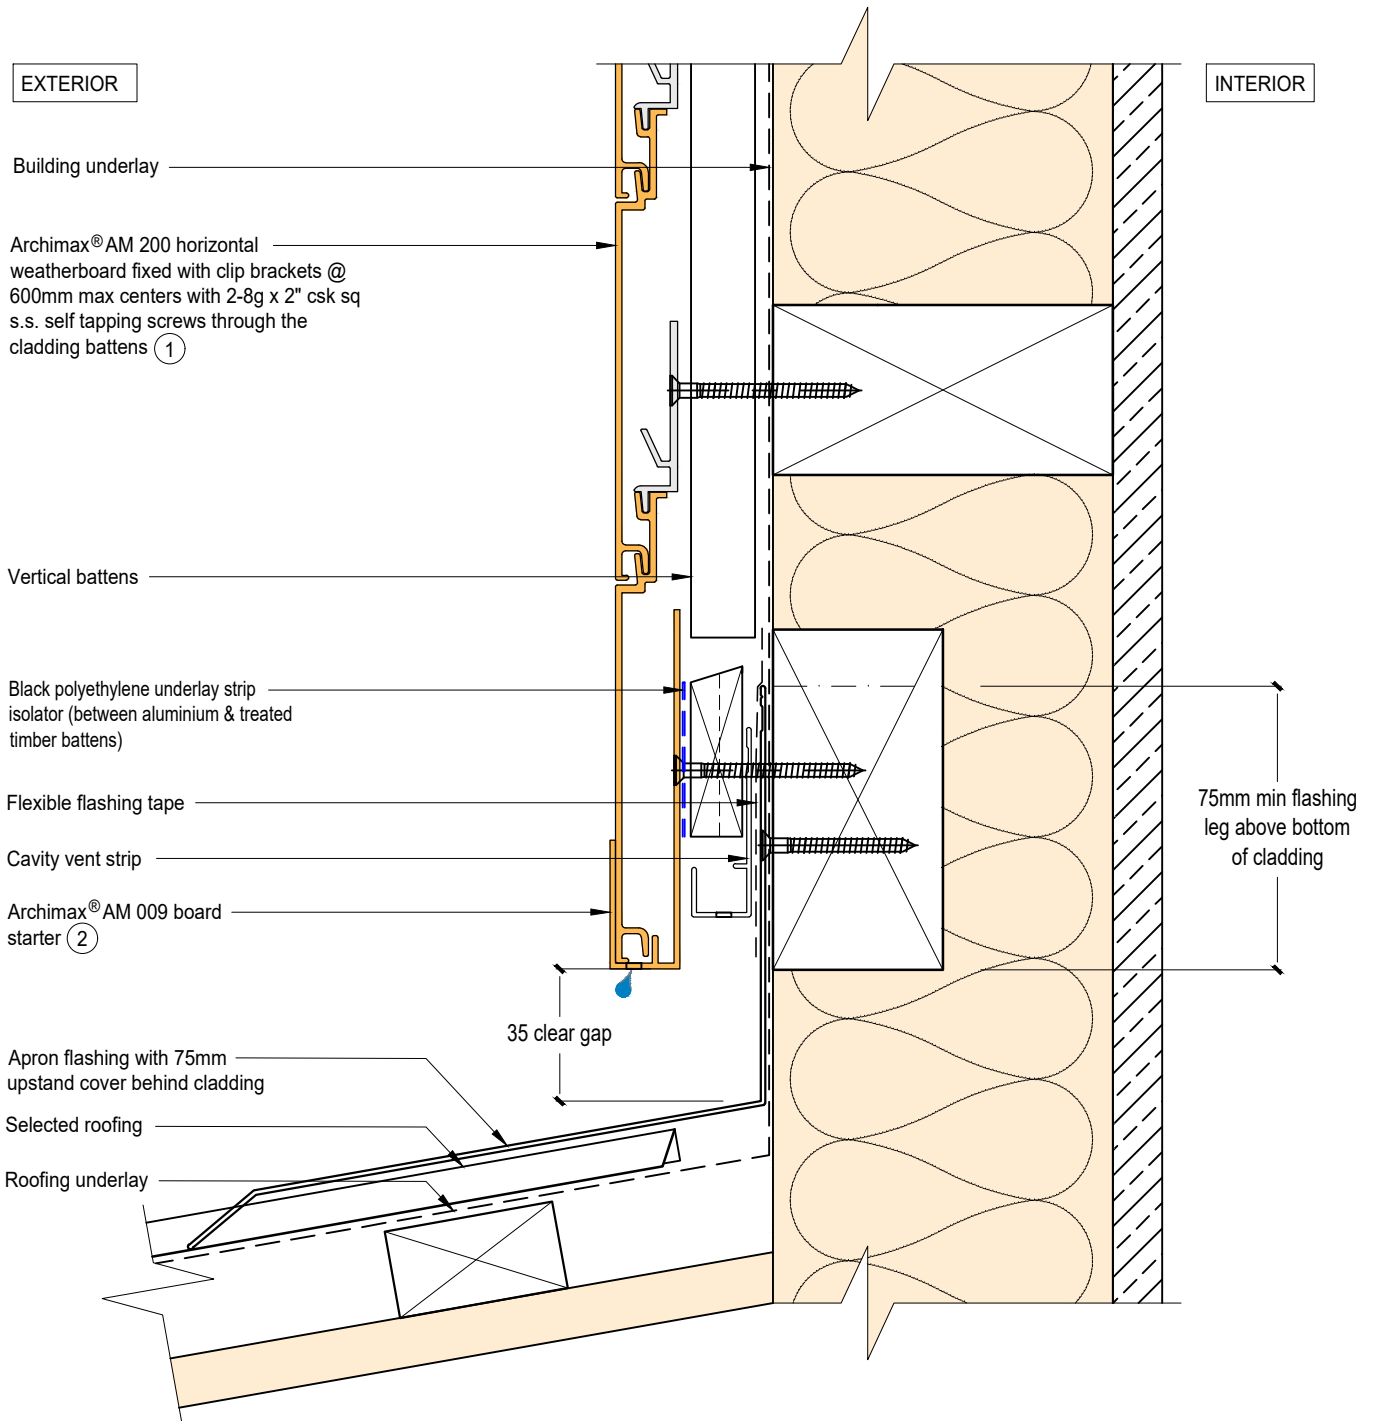 EXTERIOR
INTERIOR
Building underlay
Archimax® AM 200 horizontal
weatherboard fixed with clip brackets @
600mm max centers with 2-8g x 2" csk sq
s.s. self tapping screws through the
cladding battens 1
Vertical battens
Black polyethylene underlay strip
isolator (between aluminium & treated
timber battens)
Flexible flashing tape
Cavity vent strip
Archimax® AM 009 board
starter 2
75mm min flashing
leg above bottom
of cladding
35 clear gap
Apron flashing with 75mm
upstand cover behind cladding
Selected roofing
Roofing underlay